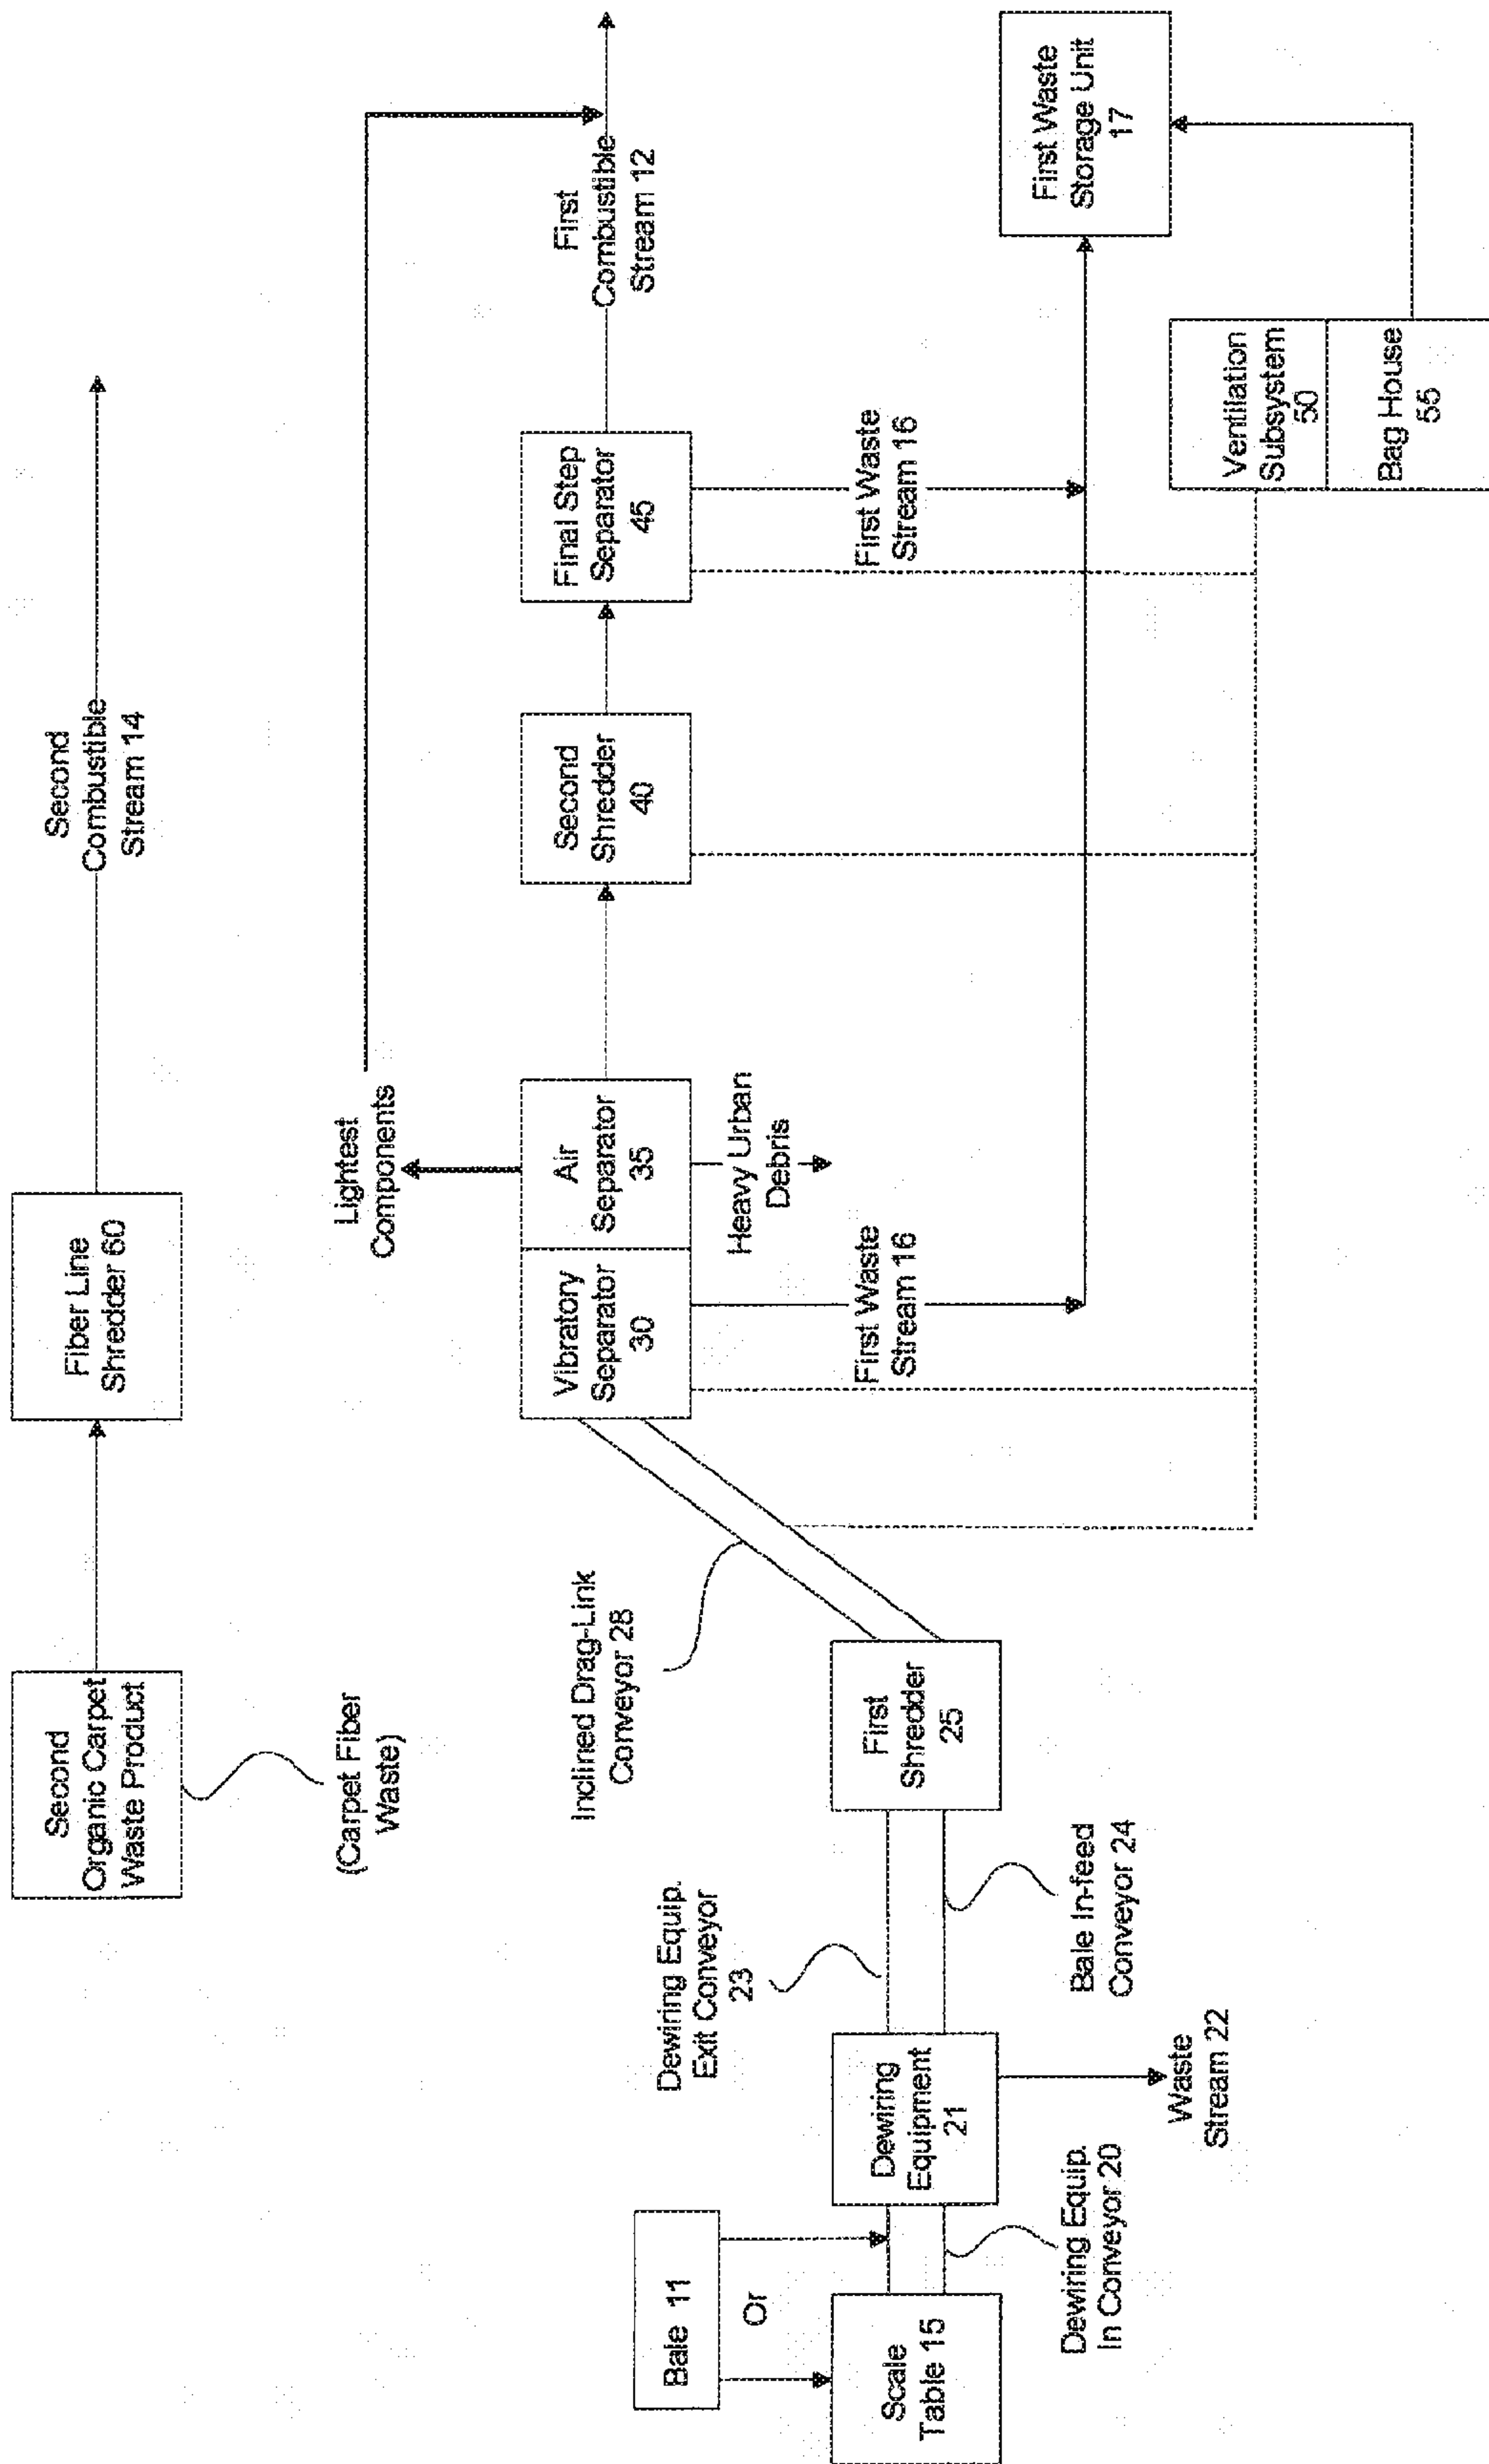 Second
Organic Carpet
Waste Product
(Carpet Fiber
Waste)
Fiber Line
Shredder 60
Second
Combustible
Stream 14
Bale 11
Or
Scale
Table 15
Dewiring Equip.
In Conveyor 20
Dewiring
Equipment
21
Waste
Stream 22
Dewiring Equip.
Exit Conveyor
23
Bale In-feed
Conveyor 24
First
Shredder
25
Inclined Drag-Link
Conveyor 28
Vibratory
Separator
30
Air
Separator
35
Lightest
Components
Heavy Urban
Debris
First Waste
Stream 16
Second
Shredder
40
Final Step
Separator
45
First Waste
Stream 16
First
Combustible
Stream 12
First Waste
Storage Unit
17
Ventilation
Subsystem
50
Bag House
55